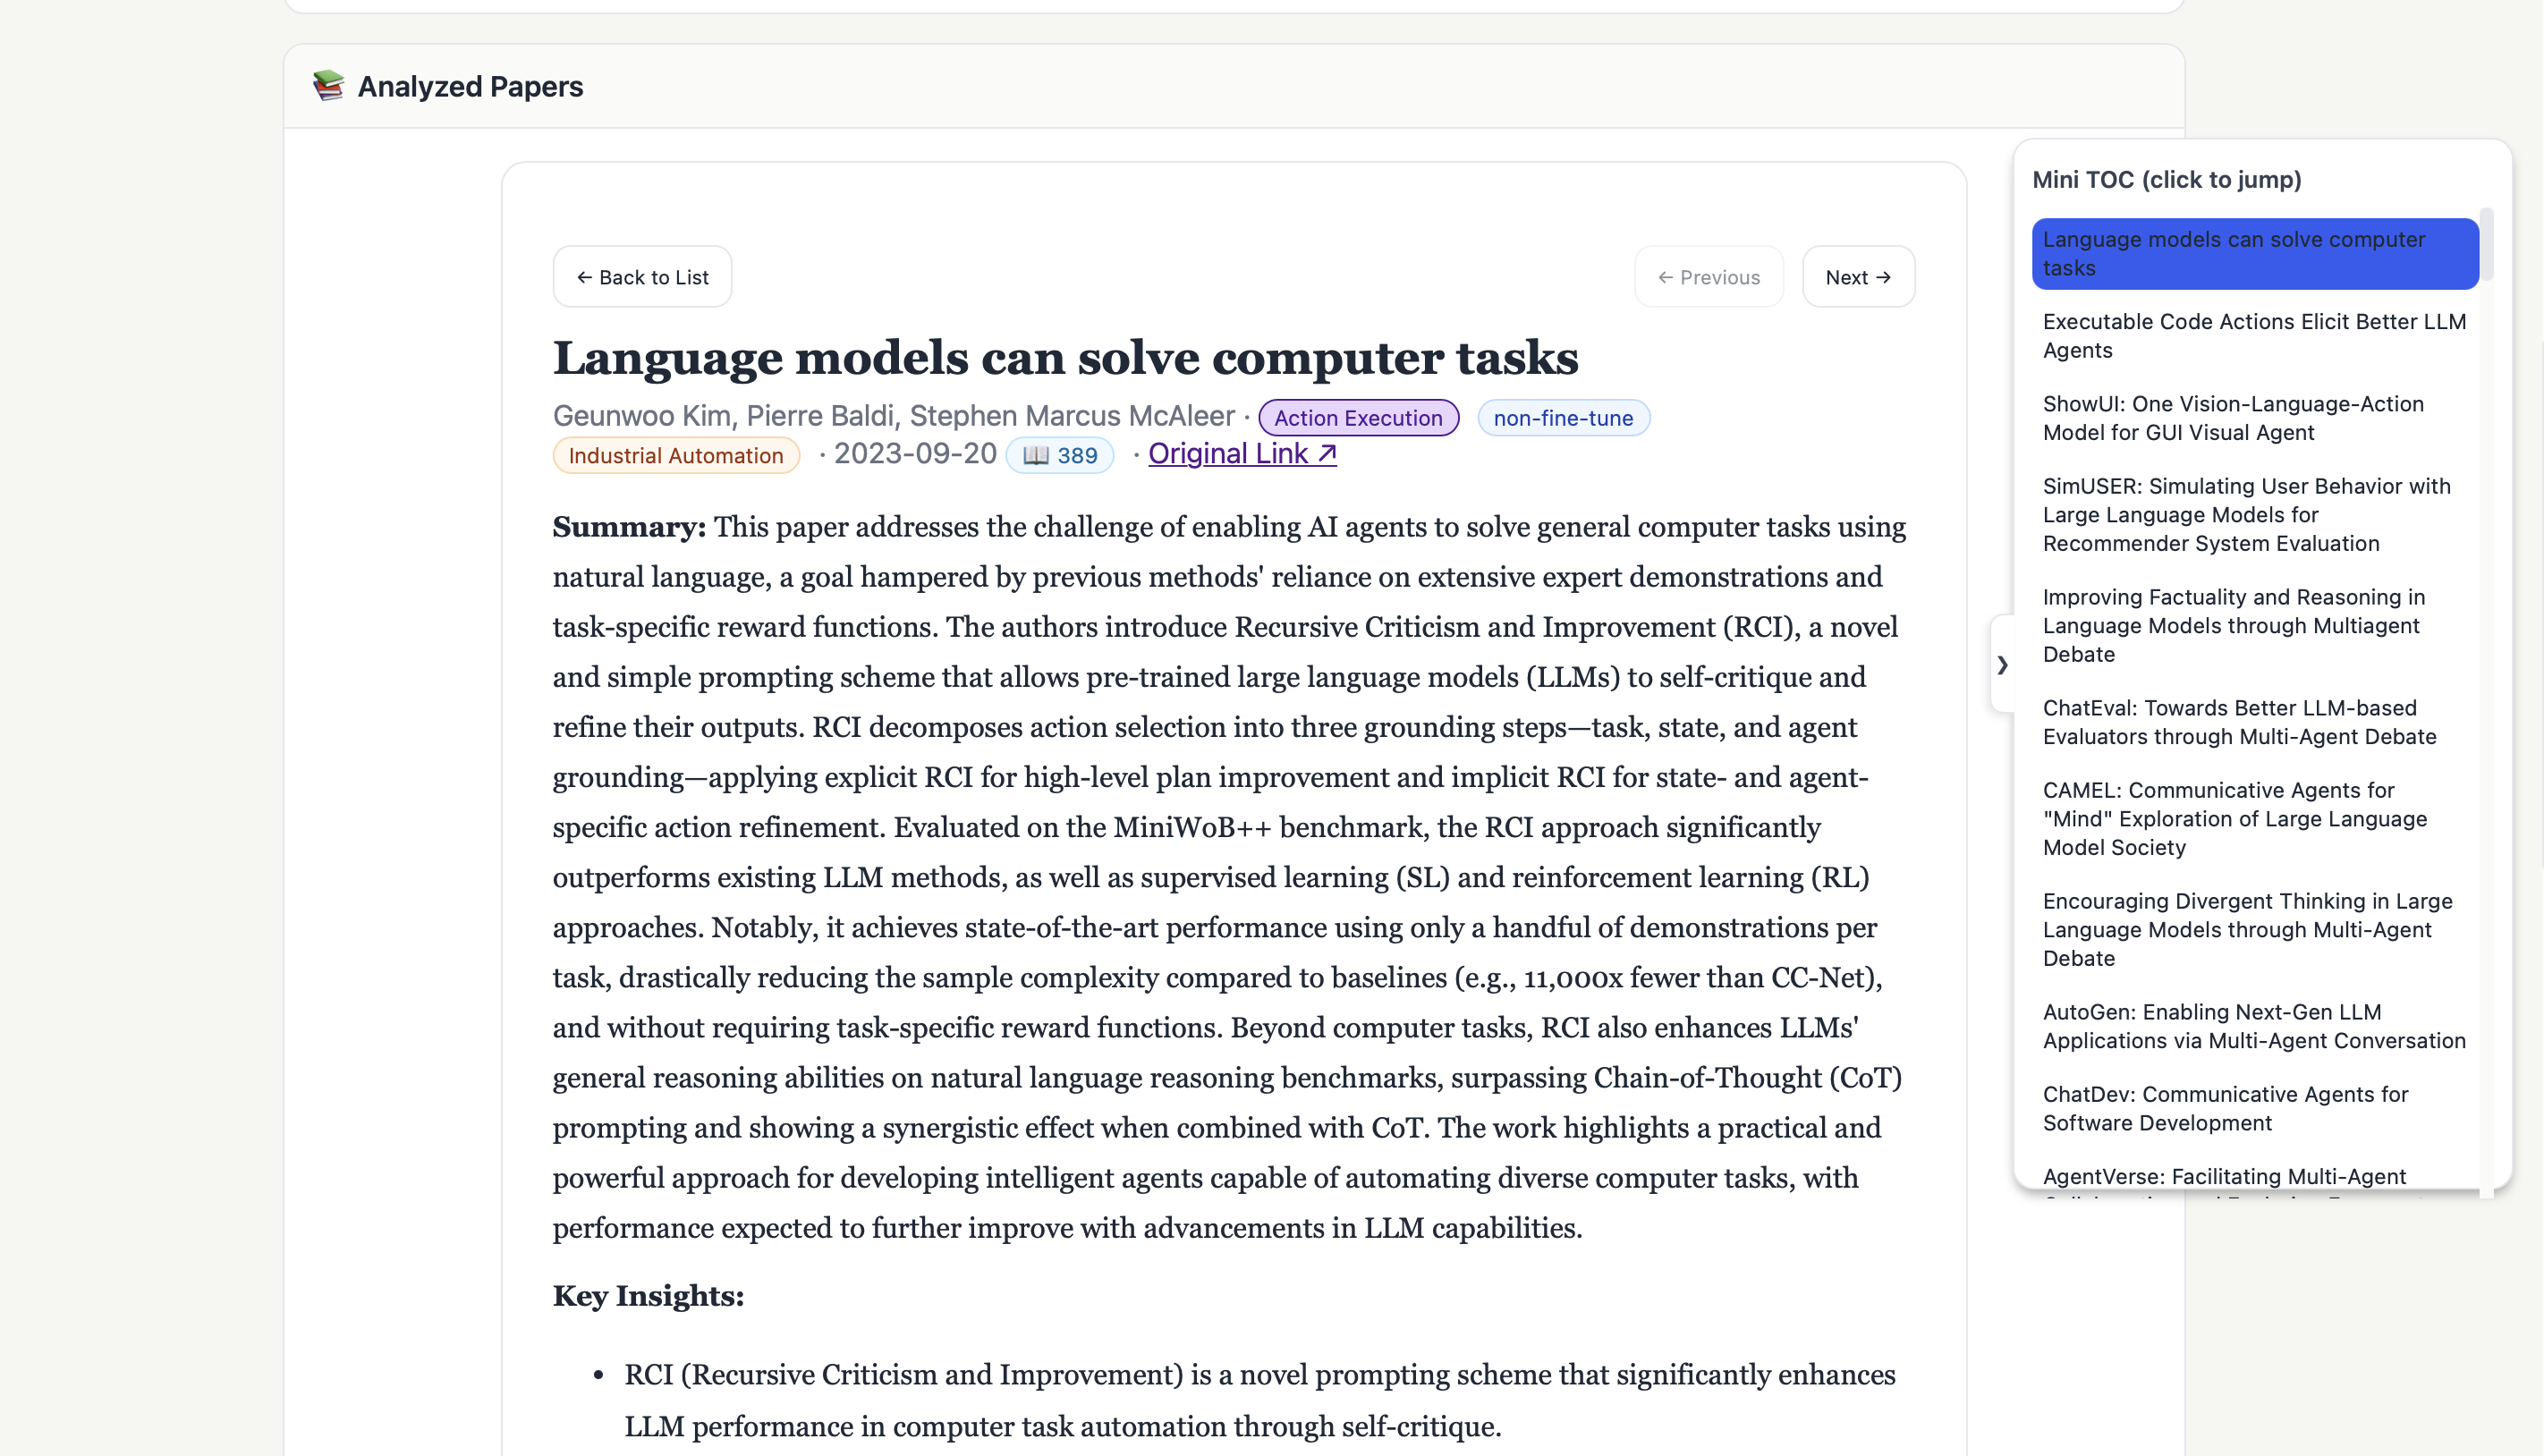 📚 Analyzed Papers
← Back to List
← Previous
Next →
Language models can solve computer tasks
Geunwoo Kim, Pierre Baldi, Stephen Marcus McAleer · Action Execution non-fine-tune
Industrial Automation · 2023-09-20 📖 389 · Original Link ↗
Summary: This paper addresses the challenge of enabling AI agents to solve general computer tasks using
natural language, a goal hampered by previous methods' reliance on extensive expert demonstrations and
task-specific reward functions. The authors introduce Recursive Criticism and Improvement (RCI), a novel
and simple prompting scheme that allows pre-trained large language models (LLMs) to self-critique and
refine their outputs. RCI decomposes action selection into three grounding steps—task, state, and agent
grounding—applying explicit RCI for high-level plan improvement and implicit RCI for state- and agent-
specific action refinement. Evaluated on the MiniWoB++ benchmark, the RCI approach significantly
outperforms existing LLM methods, as well as supervised learning (SL) and reinforcement learning (RL)
approaches. Notably, it achieves state-of-the-art performance using only a handful of demonstrations per
task, drastically reducing the sample complexity compared to baselines (e.g., 11,000x fewer than CC-Net),
and without requiring task-specific reward functions. Beyond computer tasks, RCI also enhances LLMs'
general reasoning abilities on natural language reasoning benchmarks, surpassing Chain-of-Thought (CoT)
prompting and showing a synergistic effect when combined with CoT. The work highlights a practical and
powerful approach for developing intelligent agents capable of automating diverse computer tasks, with
performance expected to further improve with advancements in LLM capabilities.
Key Insights:
• RCI (Recursive Criticism and Improvement) is a novel prompting scheme that significantly enhances
LLM performance in computer task automation through self-critique.
Mini TOC (click to jump)
Language models can solve computer
tasks
Executable Code Actions Elicit Better LLM
Agents
ShowUI: One Vision-Language-Action
Model for GUI Visual Agent
SimUSER: Simulating User Behavior with
Large Language Models for
Recommender System Evaluation
Improving Factuality and Reasoning in
Language Models through Multiagent
Debate
ChatEval: Towards Better LLM-based
Evaluators through Multi-Agent Debate
CAMEL: Communicative Agents for
"Mind" Exploration of Large Language
Model Society
Encouraging Divergent Thinking in Large
Language Models through Multi-Agent
Debate
AutoGen: Enabling Next-Gen LLM
Applications via Multi-Agent Conversation
ChatDev: Communicative Agents for
Software Development
AgentVerse: Facilitating Multi-Agent
❯